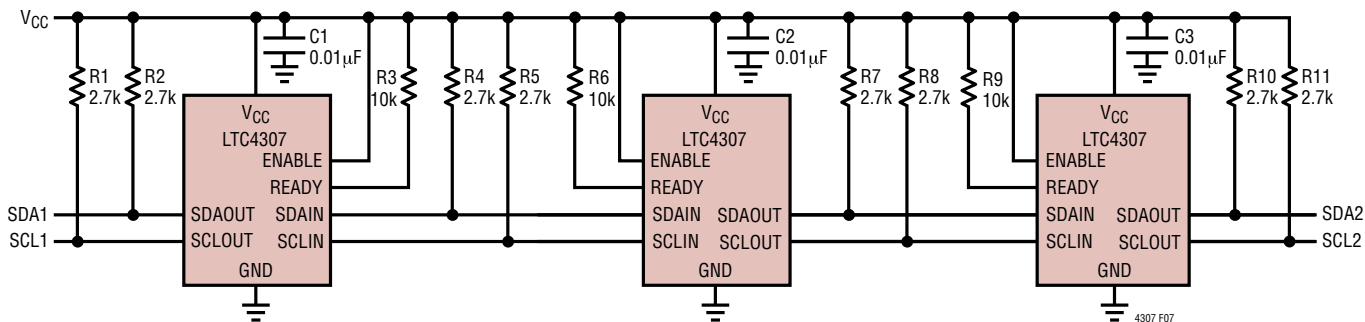 VCC
C1
0.01µF
C2
0.01µF
C3
0.01µF
R1
2.7k
R2
2.7k
R3
10k
R4
2.7k
R5
2.7k
R6
10k
R7
2.7k
R8
2.7k
R9
10k
R10
2.7k
R11
2.7k
VCC
LTC4307
ENABLE
READY
SDAOUT SDAIN
SCLOUT SCLIN
GND
VCC
LTC4307
ENABLE
READY
SDAIN SDAOUT
SCLIN SCLOUT
GND
VCC
LTC4307
ENABLE
READY
SDAIN SDAOUT
SCLIN SCLOUT
GND
SDA1
SCL1
SDA2
SCL2
4307 F07